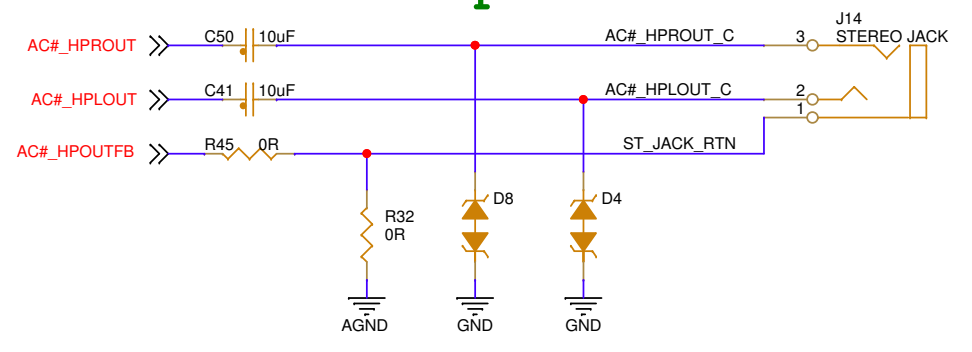 J14
AC#_HPROUT C50 10uF AC#_HPROUT_C 3 STEREO JACK
AC#_HPLOUT C41 10uF AC#_HPLOUT_C 2
1
AC#_HPOUTFB R45 0R ST_JACK_RTN
D8 D4
R32
0R
AGND GND GND